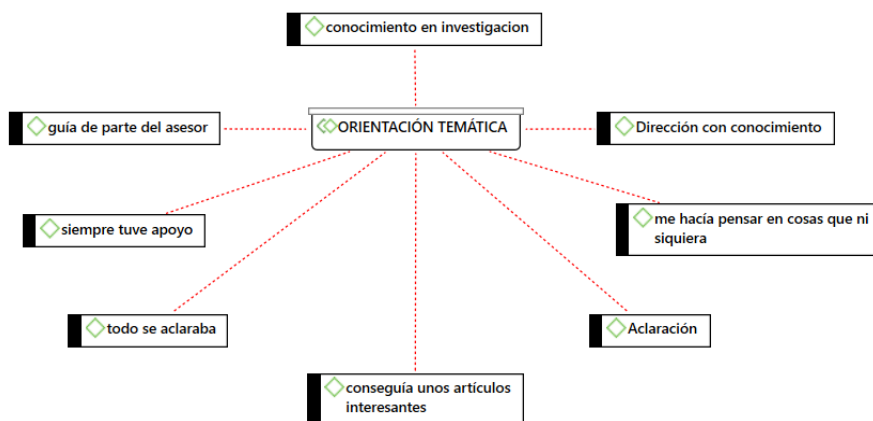 conocimiento en investigacion
guía de parte del asesor
ORIENTACIÓN TEMÁTICA
Dirección con conocimiento
siempre tuve apoyo
me hacía pensar en cosas que ni
siquiera
todo se aclaraba
Aclaración
conseguía unos artículos
interesantes